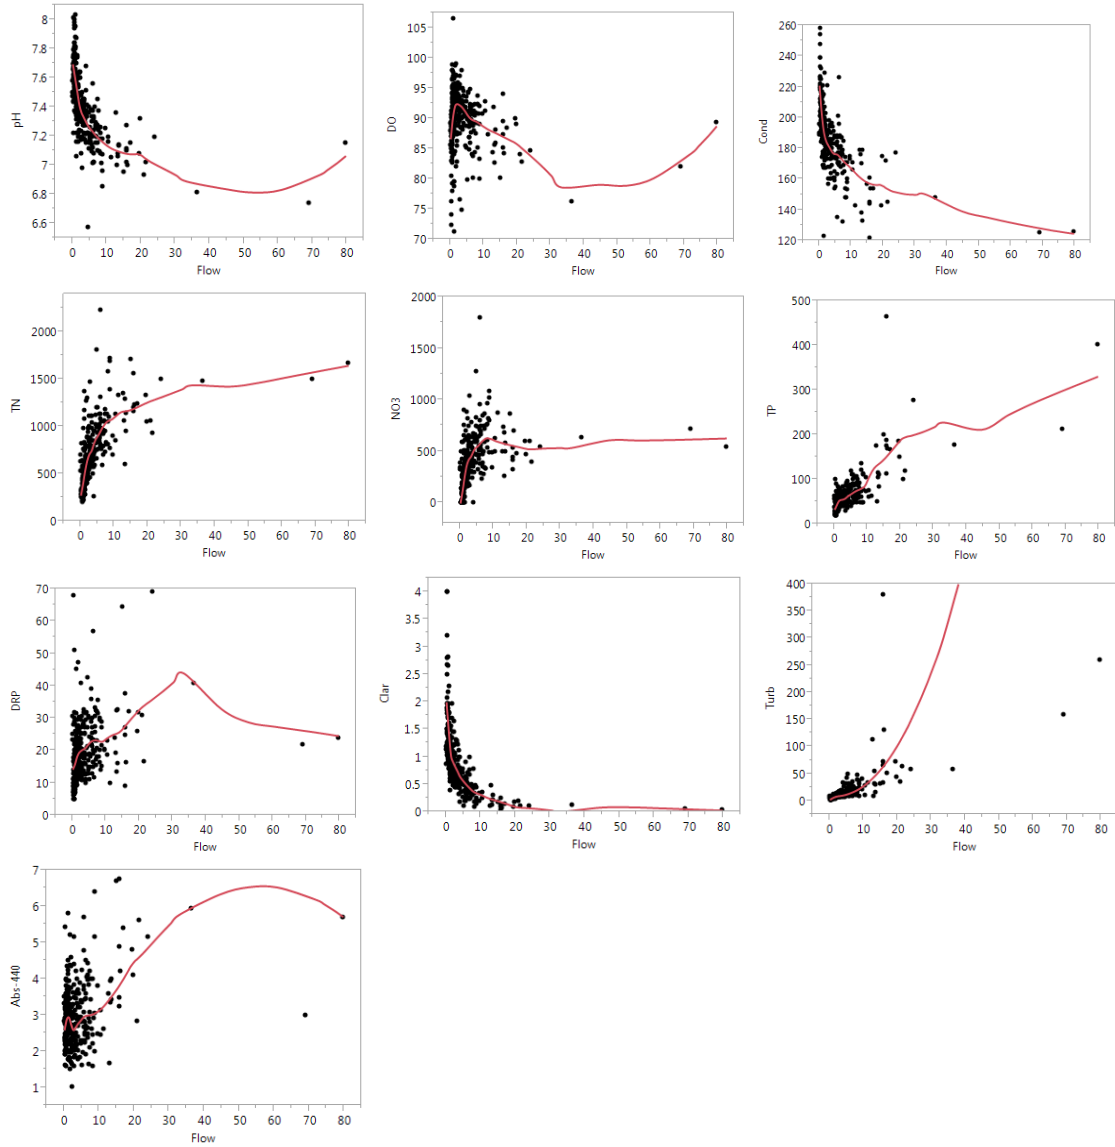 pH
8
7.8
7.6
7.4
7.2
7
6.8
6.6
0 10 20 30 40 50 60 70 80
Flow
DO
105
100
95
90
85
80
75
70
0 10 20 30 40 50 60 70 80
Flow
Cond
260
240
220
200
180
160
140
120
0 10 20 30 40 50 60 70 80
Flow
TN
2000
1500
1000
500
0
0 10 20 30 40 50 60 70 80
Flow
NO3
2000
1500
1000
500
0
0 10 20 30 40 50 60 70 80
Flow
TP
500
400
300
200
100
0
0 10 20 30 40 50 60 70 80
Flow
DRP
70
60
50
40
30
20
10
0
0 10 20 30 40 50 60 70 80
Flow
Clar
4
3.5
3
2.5
2
1.5
1
0.5
0
0 10 20 30 40 50 60 70 80
Flow
Turb
400
350
300
250
200
150
100
50
0
0 10 20 30 40 50 60 70 80
Flow
Abs-440
7
6
5
4
3
2
1
0 10 20 30 40 50 60 70 80
Flow